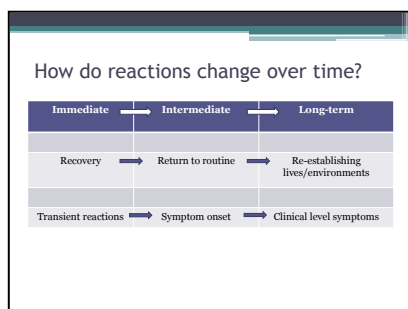 How do reactions change over time?
Immediate Intermediate Long-term
Recovery Return to routine Re-establishing
lives/environments
Transient reactions Symptom onset Clinical level symptoms